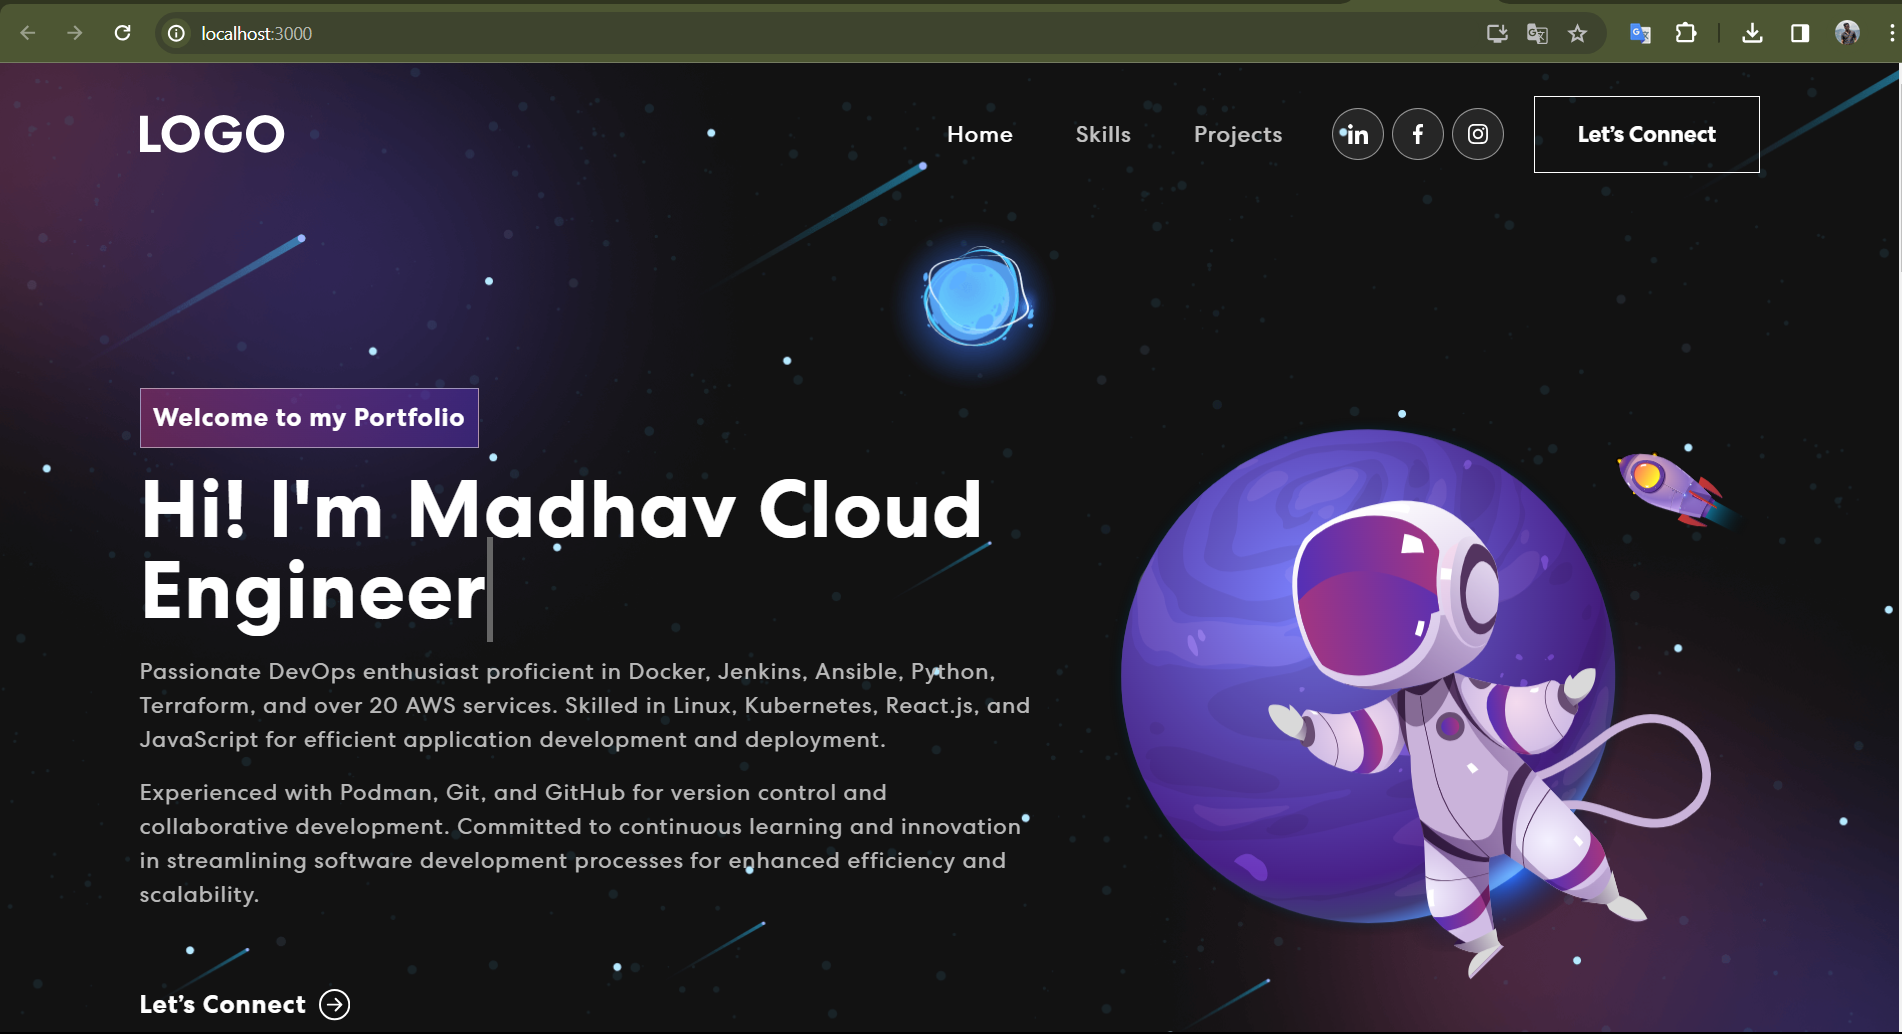 localhost:3000
LOGO
Home Skills Projects in f Let's Connect
Welcome to my Portfolio
Hi! I'm Madhav Cloud
Engineer
Passionate DevOps enthusiast proficient in Docker, Jenkins, Ansible, Python,
Terraform, and over 20 AWS services. Skilled in Linux, Kubernetes, React.js, and
JavaScript for efficient application development and deployment.
Experienced with Podman, Git, and GitHub for version control and
collaborative development. Committed to continuous learning and innovation
in streamlining software development processes for enhanced efficiency and
scalability.
Let's Connect